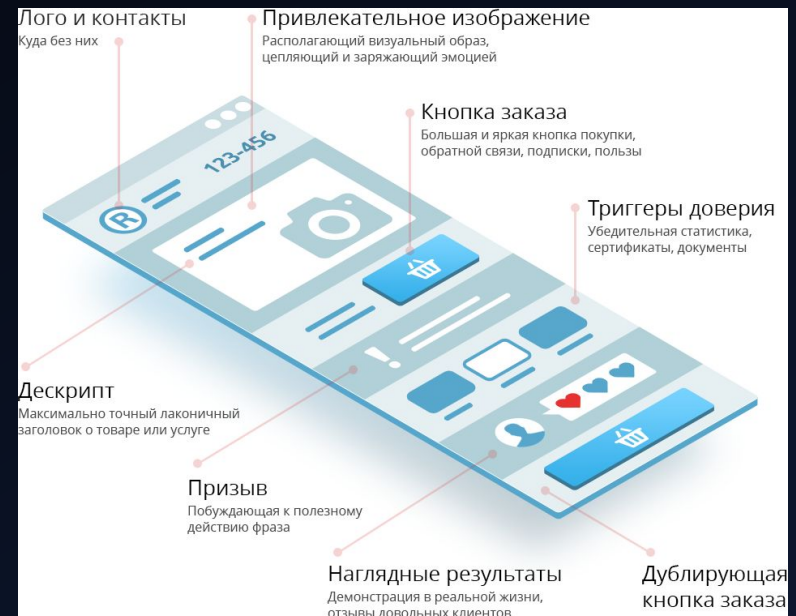 Лого и контакты
Куда без них
Привлекательное изображение
Располагающий визуальный образ,
цепляющий и заряжающий эмоцией
Кнопка заказа
Большая и яркая кнопка покупки,
обратной связи, подписки, пользы
123-456
R
Триггеры доверия
Убедительная статистика,
сертификаты, документы
!
Дескрипт
Максимально точный лаконичный
заголовок о товаре или услуге
Призыв
Побуждающая к полезному
действию фраза
Наглядные результаты
Демонстрация в реальной жизни,
отзывы довольных клиентов
Дублирующая
кнопка заказа